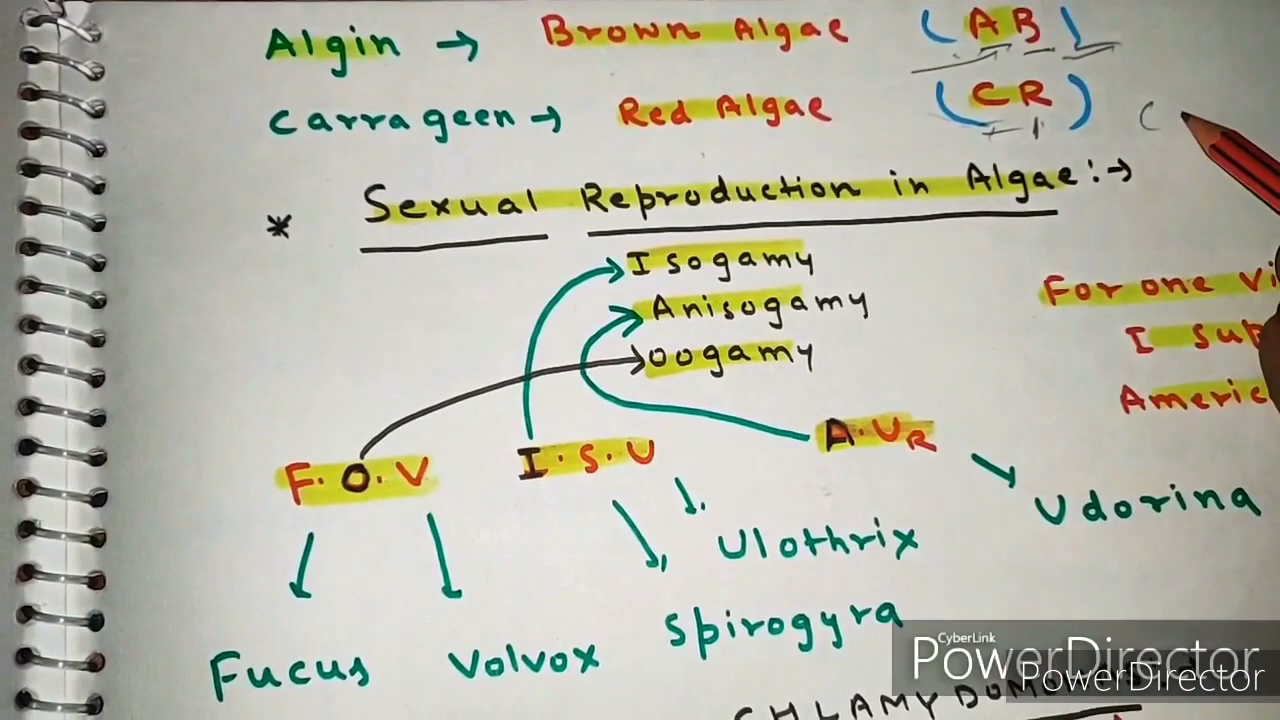 Algin → Brown Algae (AB)
Carrageen → Red Algae (CR)
* Sexual Reproduction in Algae:→
Isogamy
Anisogamy
Oogamy
For one
I
F.O.V I.S.U A.UR
Udorina
Ulothrix
Spirogyra
Fucus Volvox
CyberLink
PowerDirector
PowerDirector